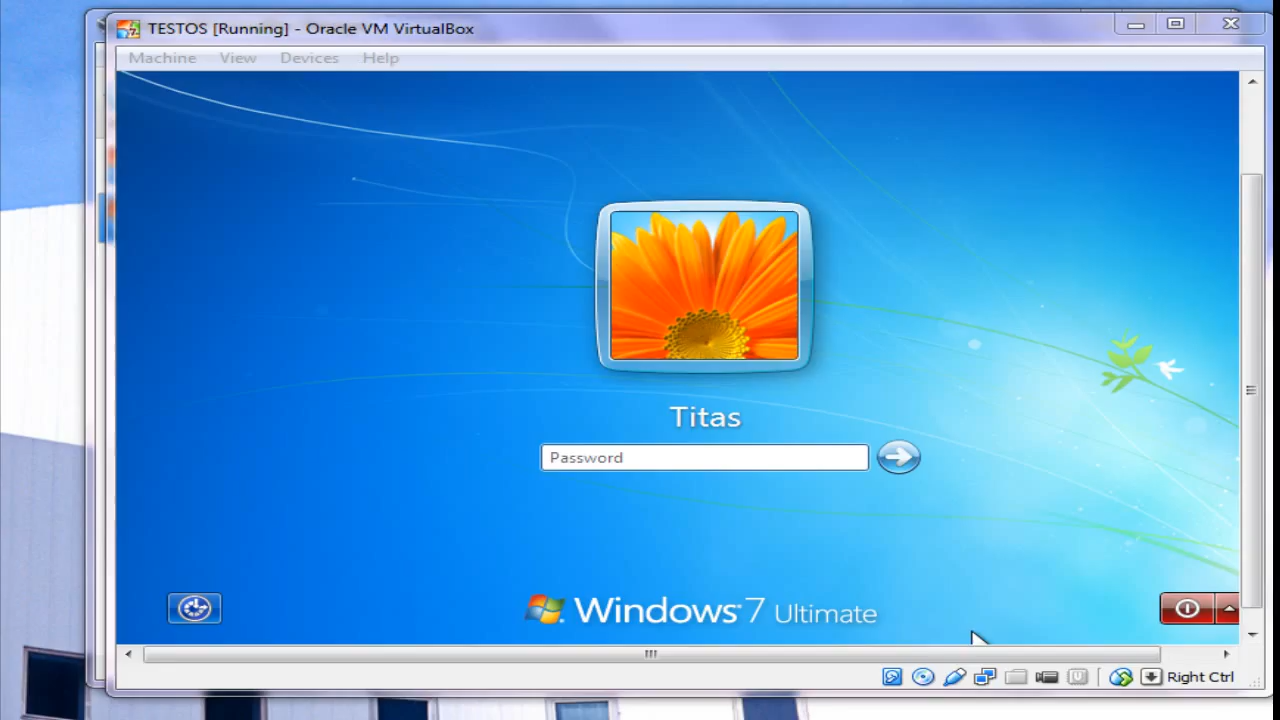 TESTOS [Running] - Oracle VM VirtualBox
Machine View Devices Help
Titas
Password
Windows 7 Ultimate
Right Ctrl